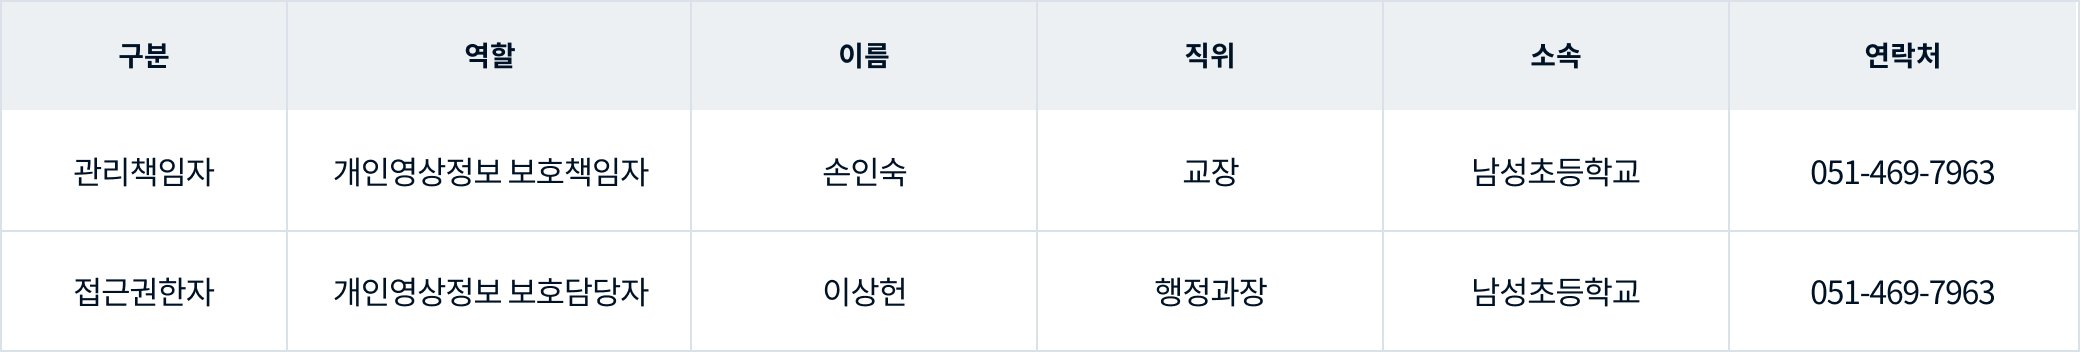 구분 역할 이름 직위 소속 연락처
관리책임자 개인영상정보 보호책임자 손인숙 교장 남성초등학교 051-469-7963
접근권한자 개인영상정보 보호담당자 이상헌 행정과장 남성초등학교 051-469-7963